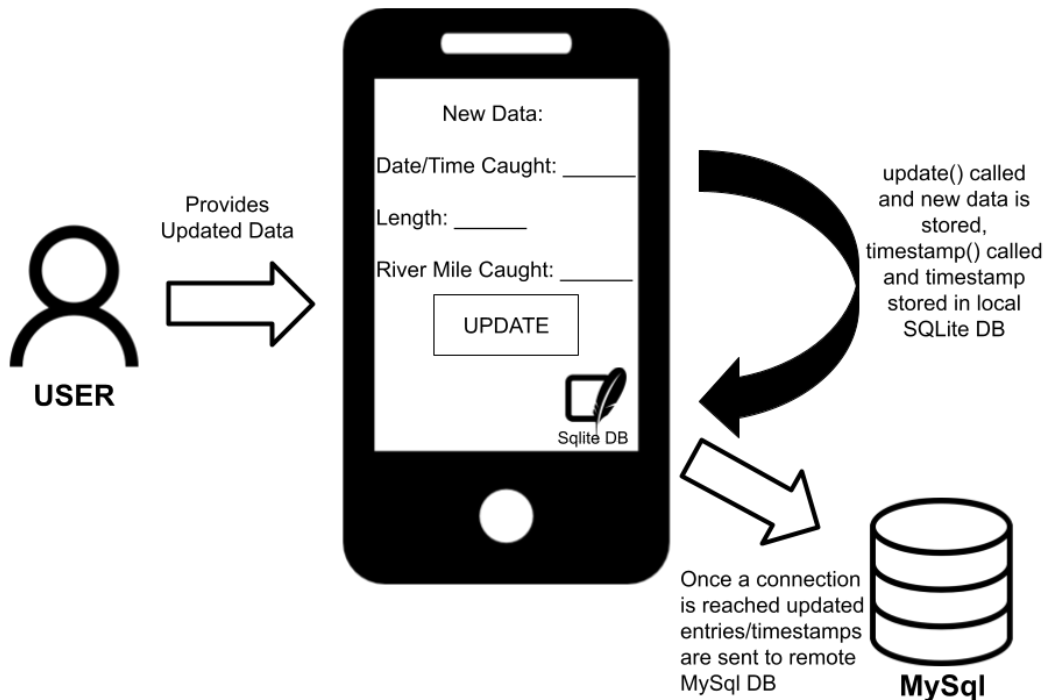 New Data:
Date/Time Caught: ______
Length: ______
River Mile Caught: ______
UPDATE
Sqlite DB
Provides
Updated Data
USER
update() called
and new data is
stored,
timestamp() called
and timestamp
stored in local
SQLite DB
Once a connection
is reached updated
entries/timestamps
are sent to remote
MySql DB
MySql